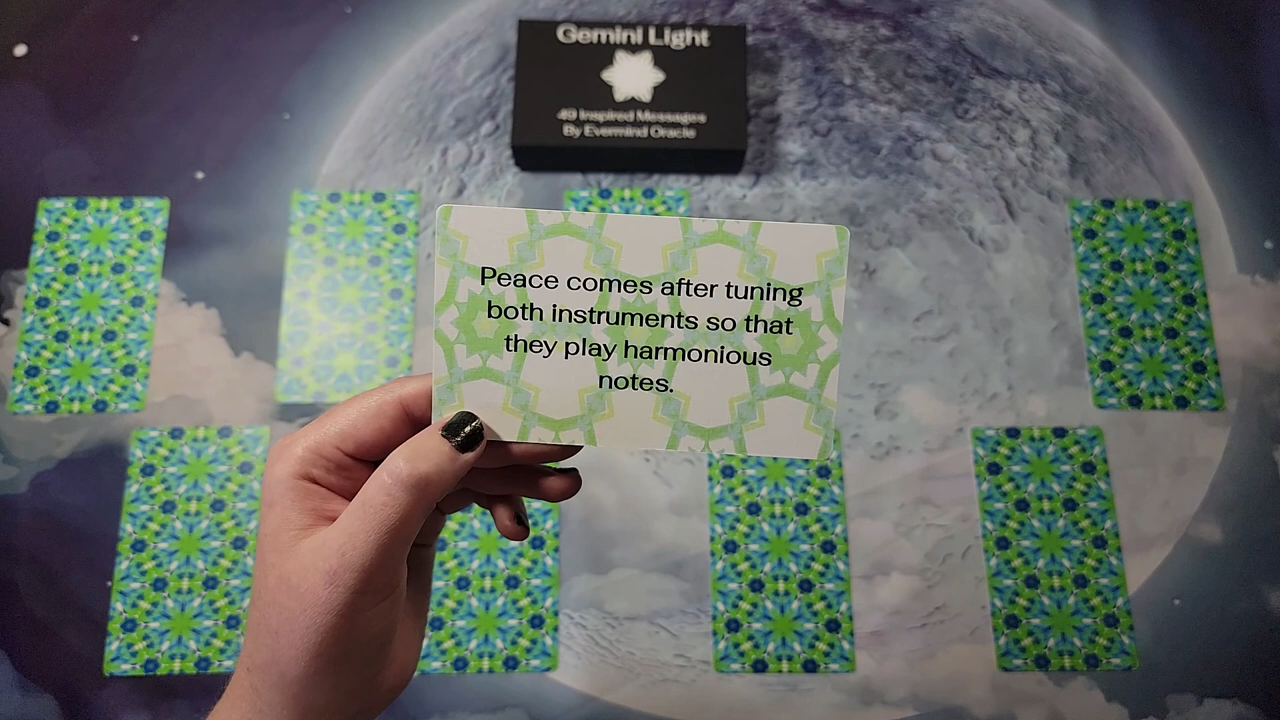 Gemini Light
49 Inspired Messages
By Evermind Oracle
Peace comes after tuning
both instruments so that
they play harmonious
notes.